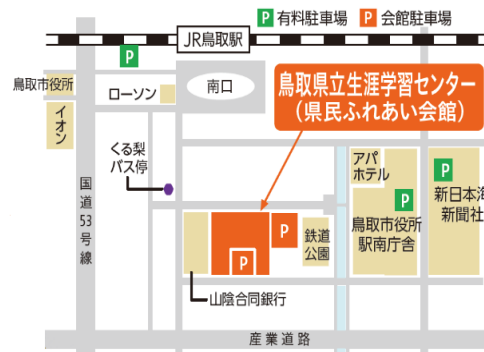 P 有料駐車場 P 会館駐車場
JR鳥取駅
P
鳥取市役所
ローソン
南口
鳥取県立生涯学習センター
（県民ふれあい会館）
イオン
くる梨
バス停
アパ
ホテル
P
国道53号線
P
新日本海
新聞社
P
P
鉄道
公園
鳥取市役所
駅南庁舎
山陰合同銀行
産業道路